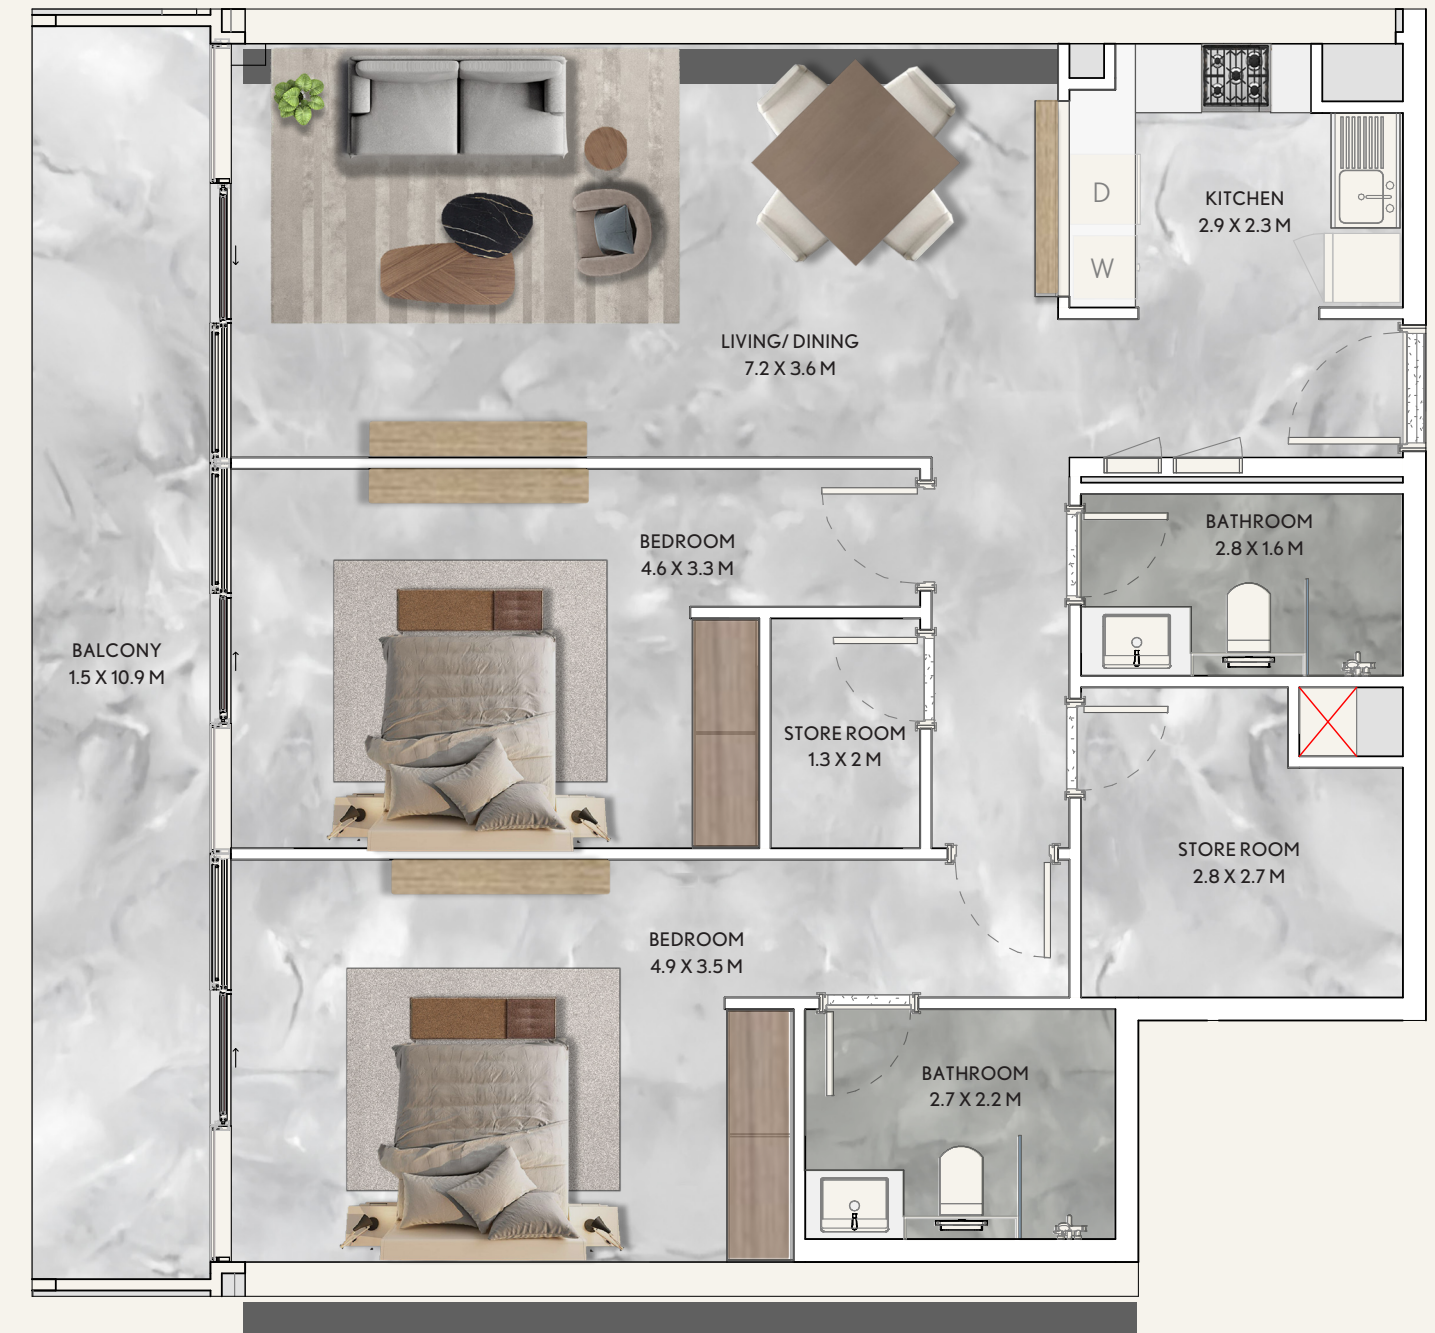 KITCHEN
2.9 X 2.3 M
D
W
LIVING/ DINING
7.2 X 3.6 M
BATHROOM
2.8 X 1.6 M
BEDROOM
4.6 X 3.3 M
BALCONY
1.5 X 10.9 M
STORE ROOM
1.3 X 2 M
STORE ROOM
2.8 X 2.7 M
BEDROOM
4.9 X 3.5 M
BATHROOM
2.7 X 2.2 M